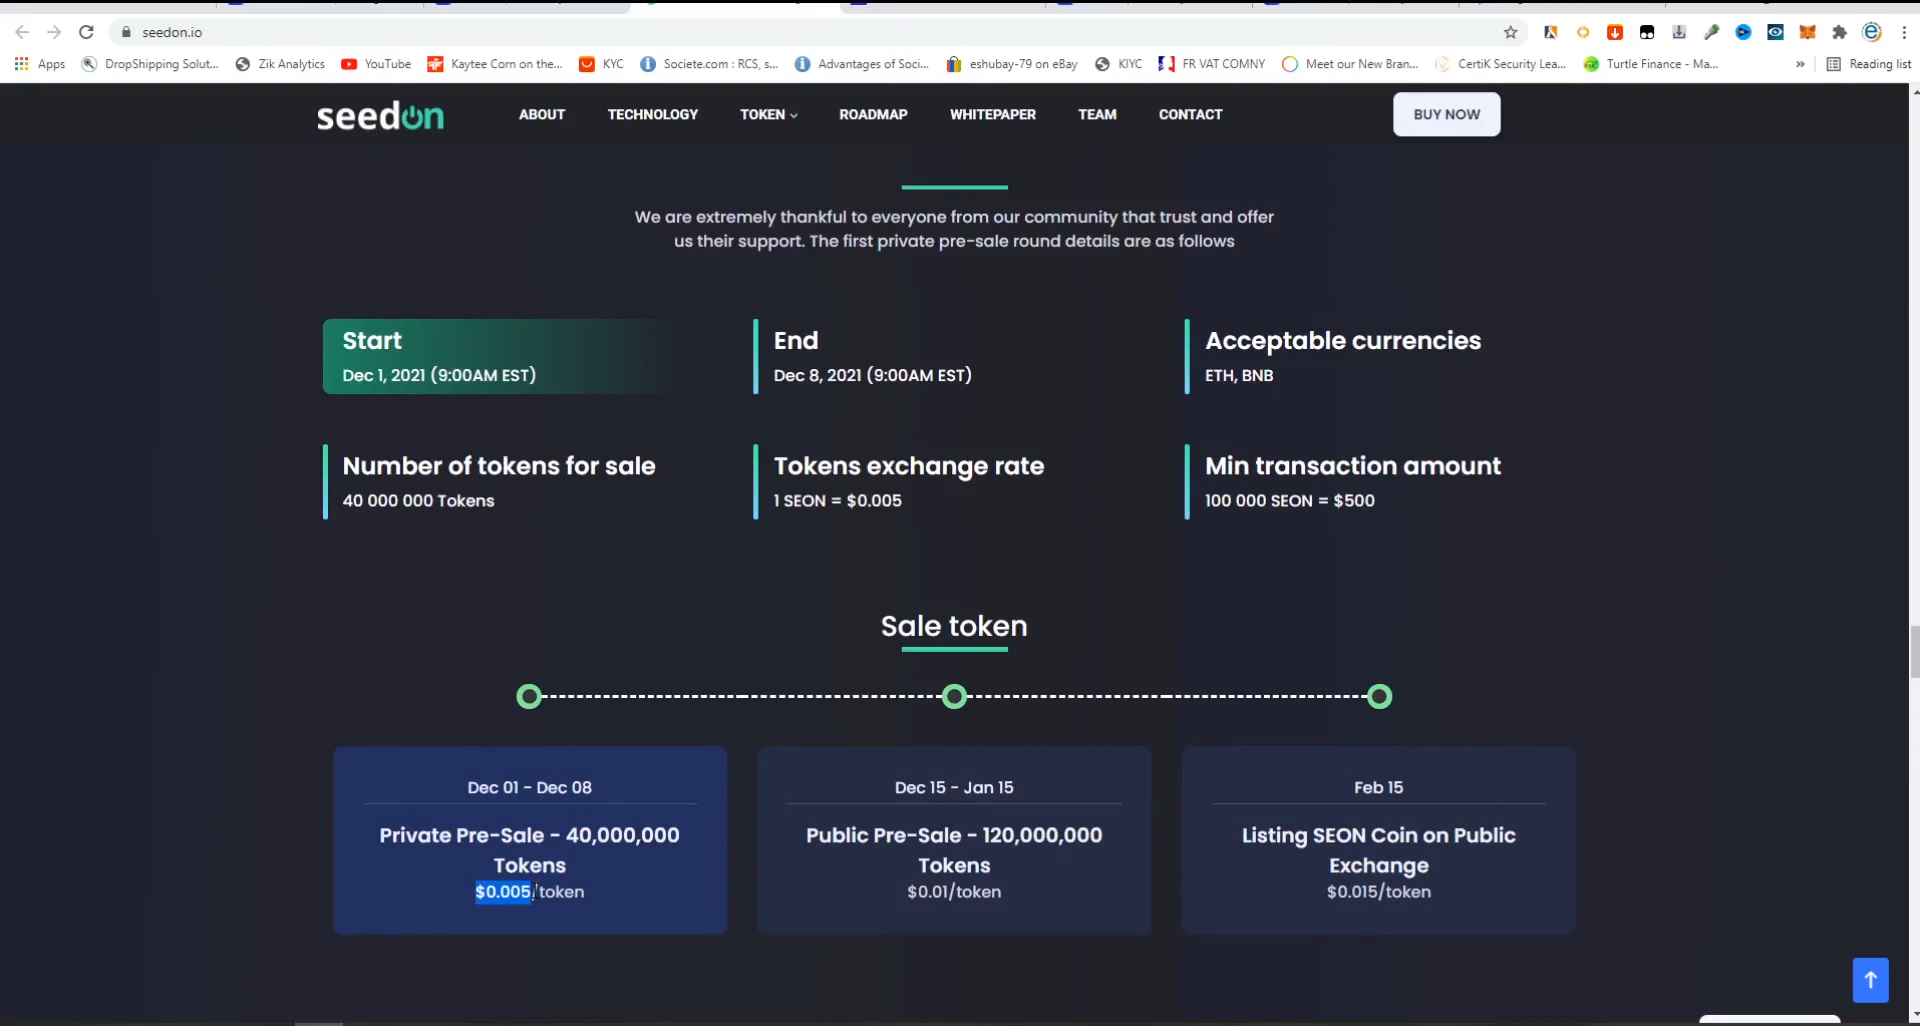 seedon.io
Apps DropShipping Solut... Zik Analytics YouTube Kaytee Corn on the... KYC Societe.com : RCS, s... Advantages of Soci... eshubay-79 on eBay KIYC FR VAT COMNY Meet our New Bran... CertiK Security Lea... Turtle Finance - Ma... » Reading list
seedon ABOUT TECHNOLOGY TOKEN ROADMAP WHITEPAPER TEAM CONTACT BUY NOW
We are extremely thankful to everyone from our community that trust and offer
us their support. The first private pre-sale round details are as follows
Start
Dec 1, 2021 (9:00AM EST)
End
Dec 8, 2021 (9:00AM EST)
Acceptable currencies
ETH, BNB
Number of tokens for sale
40 000 000 Tokens
Tokens exchange rate
1 SEON = $0.005
Min transaction amount
100 000 SEON = $500
Sale token
Dec 01 - Dec 08
Private Pre-Sale - 40,000,000
Tokens
$0.005/token
Dec 15 - Jan 15
Public Pre-Sale - 120,000,000
Tokens
$0.01/token
Feb 15
Listing SEON Coin on Public
Exchange
$0.015/token